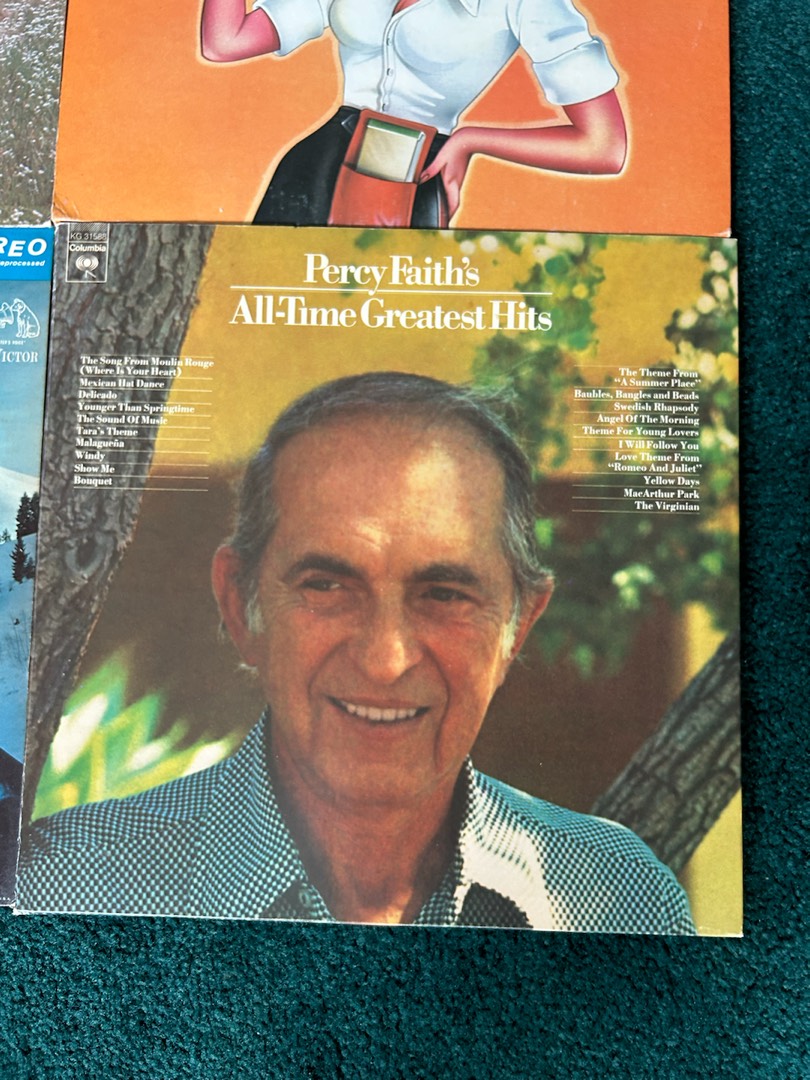 KG 31588
Columbia
Percy Faith's
All-Time Greatest Hits
The Song From Moulin Rouge
(Where Is Your Heart)
Mexican Hat Dance
Delicado
Younger Than Springtime
The Sound Of Music
Tara's Theme
Malagueña
Windy
Show Me
Bouquet
The Theme From
“A Summer Place”
Baubles, Bangles and Beads
Swedish Rhapsody
Angel Of The Morning
Theme For Young Lovers
I Will Follow You
Love Theme From
“Romeo And Juliet”
Yellow Days
MacArthur Park
The Virginian